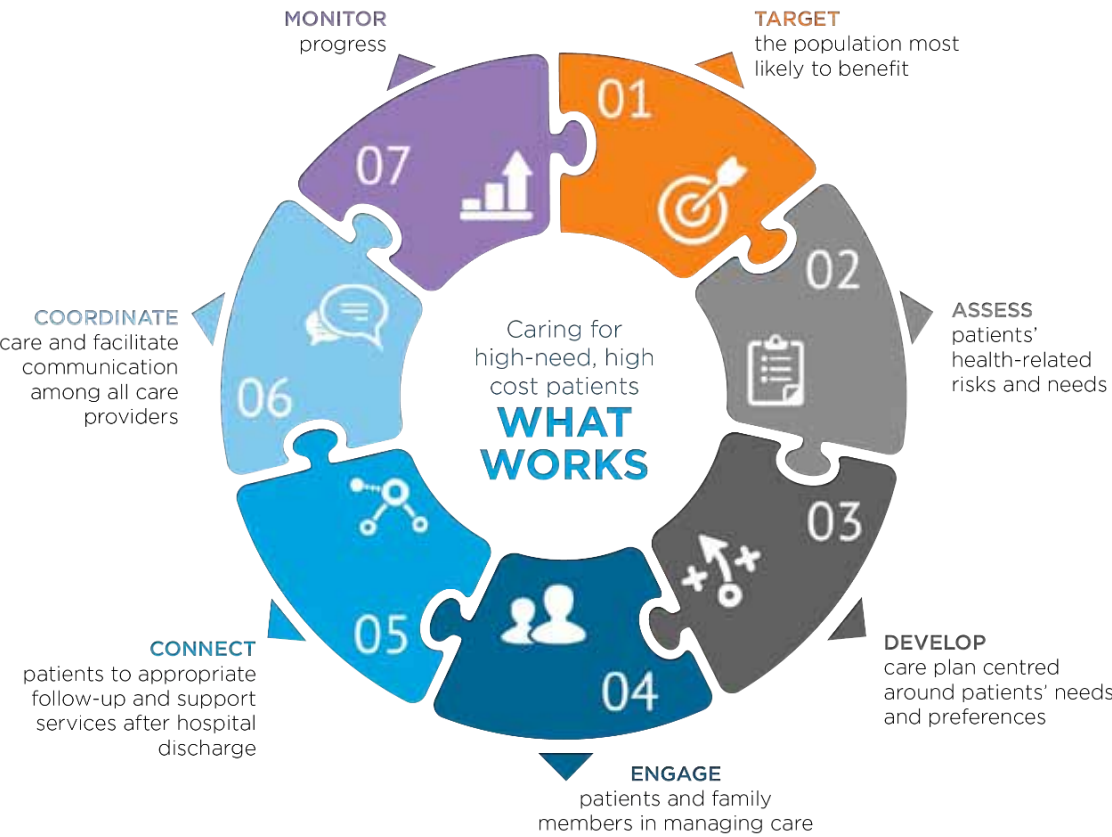 MONITOR
progress
TARGET
the population most
likely to benefit
01
07
02
COORDINATE
care and facilitate
communication
among all care
providers
06
Caring for
high-need, high
cost patients
WHAT
WORKS
ASSESS
patients’
health-related
risks and needs
03
05
04
CONNECT
patients to appropriate
follow-up and support
services after hospital
discharge
DEVELOP
care plan centred
around patients’ needs
and preferences
ENGAGE
patients and family
members in managing care